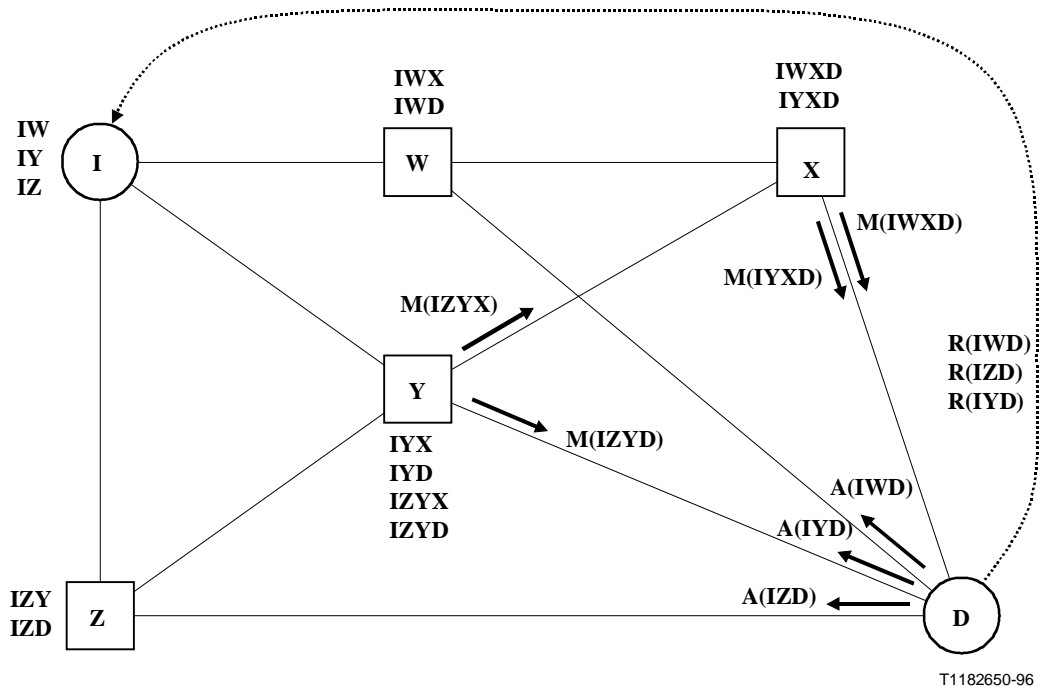 IWX
IWD
IWXD
IYXD
IW
IY
IZ
I
W
X
M(IWXD)
M(IYXD)
M(IZYX)
R(IWD)
R(IZD)
R(IYD)
Y
M(IZYD)
IYX
IYD
IZYX
IZYD
A(IWD)
A(IYD)
A(IZD)
IZY
IZD
Z
D
T1182650-96